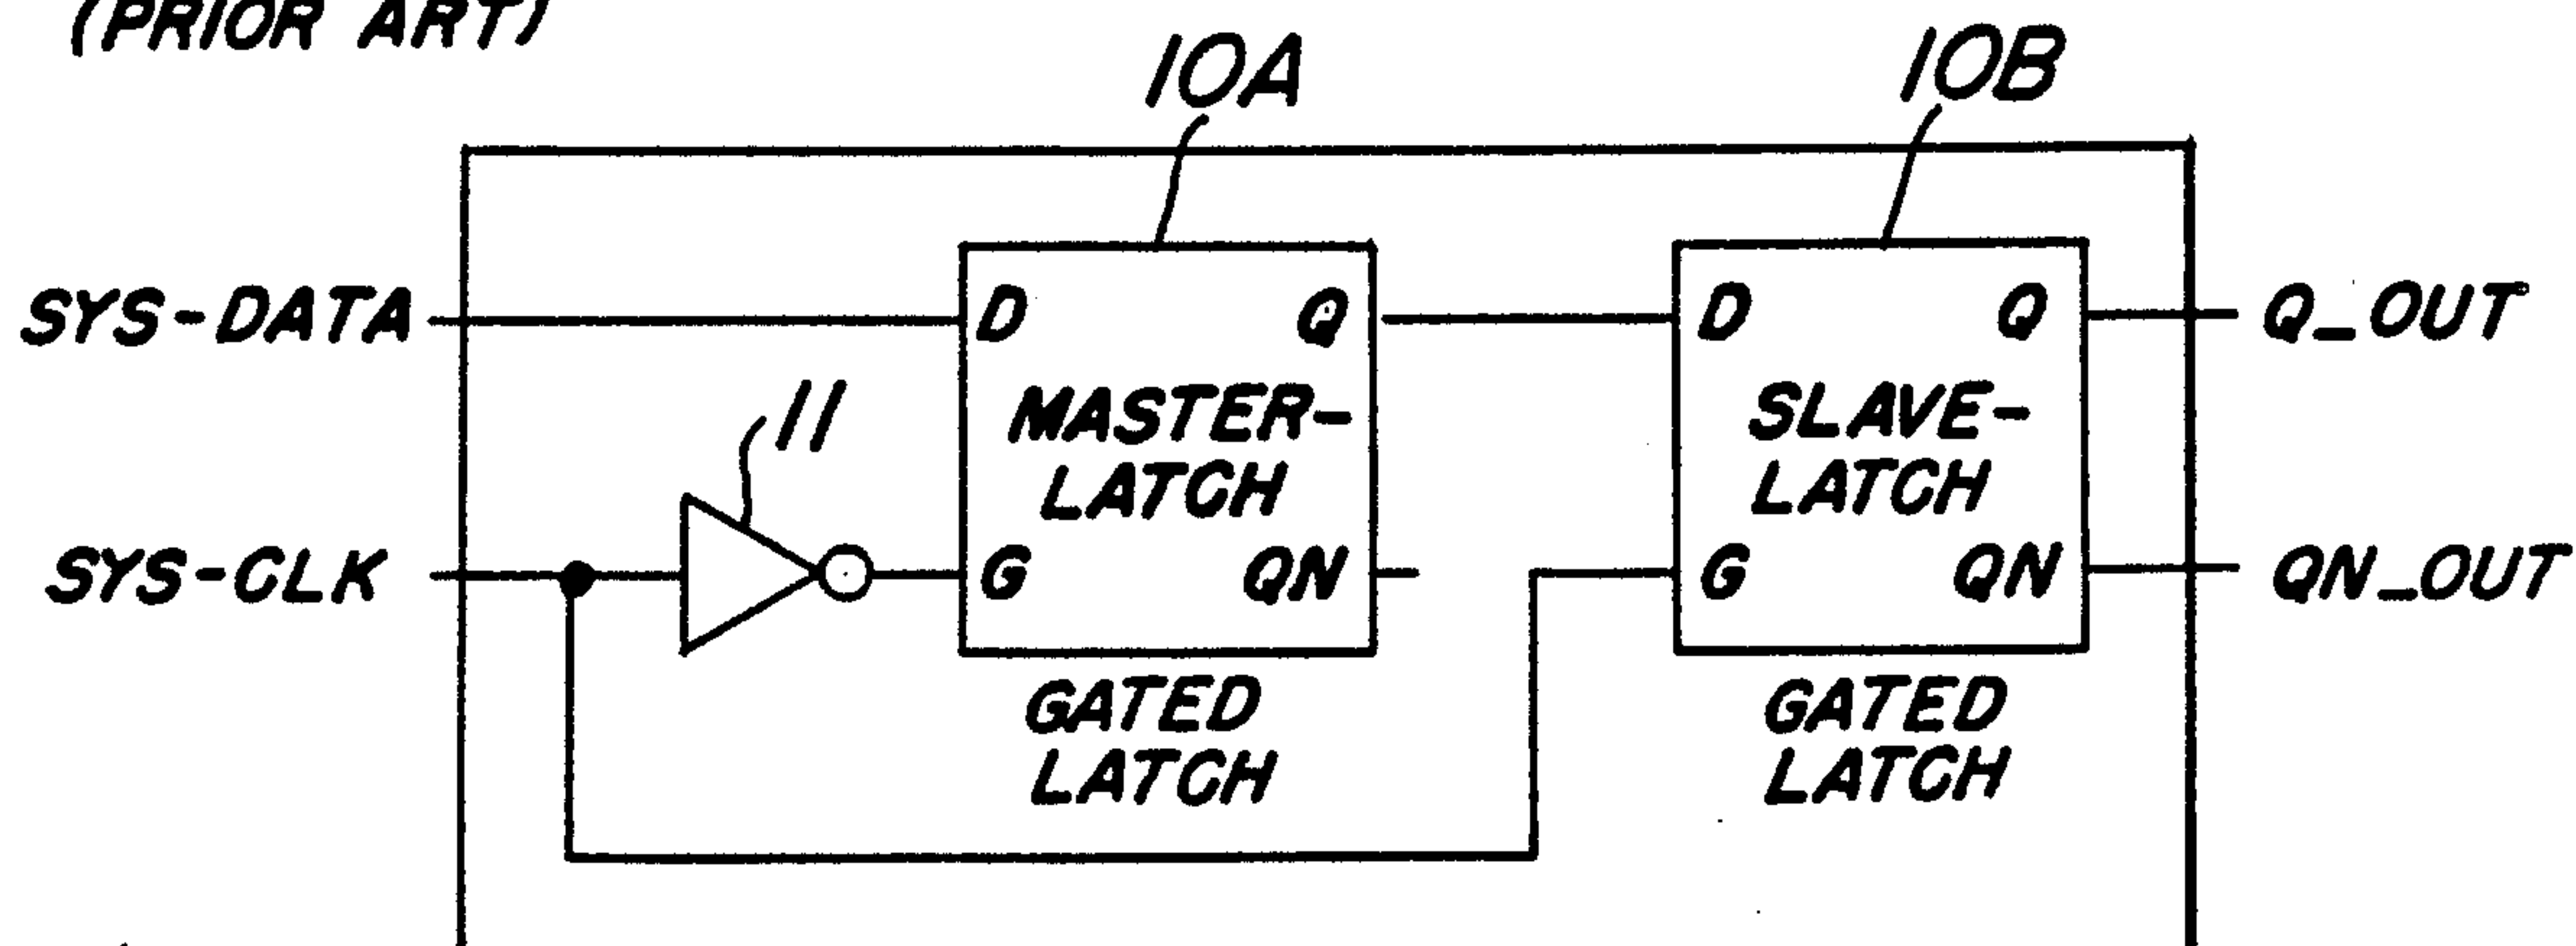 (PRIOR ART)
10A
10B
SYS-DATA
D
Q
D
Q
Q_OUT
MASTER-
LATCH
SLAVE-
LATCH
11
SYS-CLK
G
QN
G
QN
QN_OUT
GATED
LATCH
GATED
LATCH